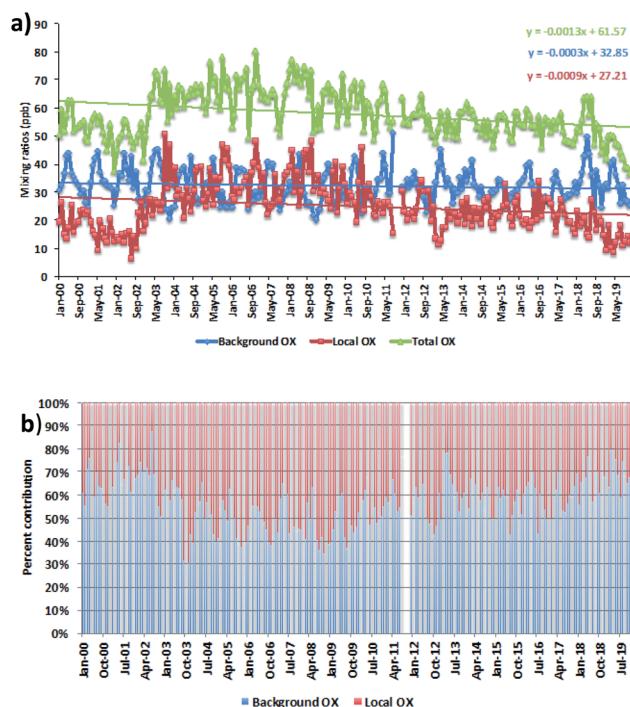 a)
y = -0.0013x + 61.57
y = -0.0003x + 32.85
y = -0.0009x + 27.21
Mixing ratios (ppb)
90
80
70
60
50
40
30
20
10
0
Jan-00 Sep-00 May-01 Jan-02 Sep-02 May-03 Jan-04 Sep-04 May-05 Jan-06 Sep-06 May-07 Jan-08 Sep-08 May-09 Jan-10 Sep-10 May-11 Jan-12 Sep-12 May-13 Jan-14 Sep-14 May-15 Jan-16 Sep-16 May-17 Jan-18 Sep-18 May-19
Background OX Local OX Total OX
b)
Percent contribution
100%
90%
80%
70%
60%
50%
40%
30%
20%
10%
0%
Jan-00 Oct-00 Jul-01 Apr-02 Jan-03 Oct-03 Jul-04 Apr-05 Jan-06 Oct-06 Jul-07 Apr-08 Jan-09 Oct-09 Jul-10 Apr-11 Jan-12 Oct-12 Jul-13 Apr-14 Jan-15 Oct-15 Jul-16 Apr-17 Jan-18 Oct-18 Jul-19
Background OX Local OX